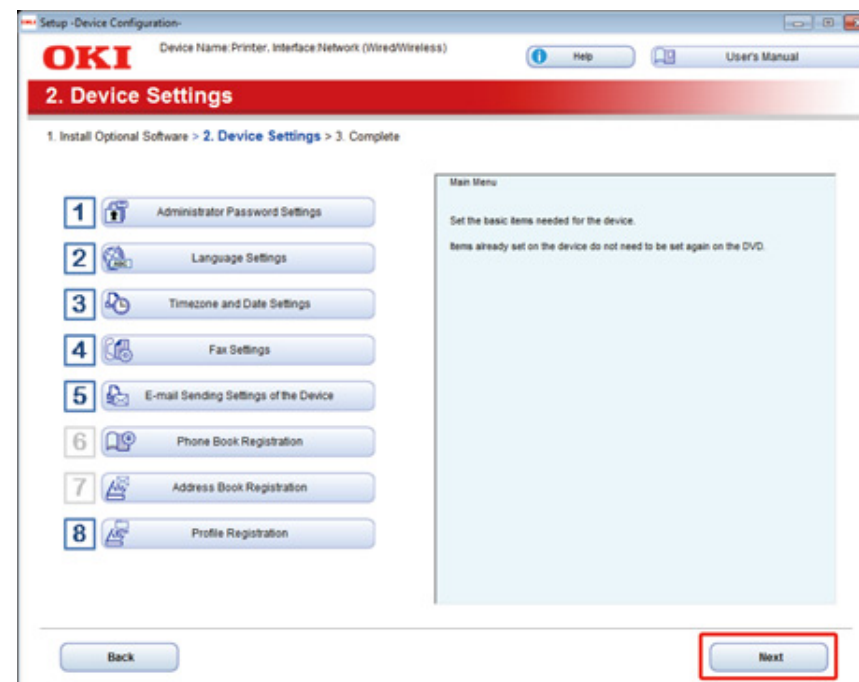 Setup -Device Configuration-
OKI
Device Name:Printer, Interface:Network (Wired/Wireless)
Help
User's Manual
2. Device Settings
1. Install Optional Software > 2. Device Settings > 3. Complete
Main Menu
Set the basic items needed for the device.
Items already set on the device do not need to be set again on the DVD.
1 Administrator Password Settings
2 Language Settings
3 Timezone and Date Settings
4 Fax Settings
5 E-mail Sending Settings of the Device
6 Phone Book Registration
7 Address Book Registration
8 Profile Registration
Back
Next